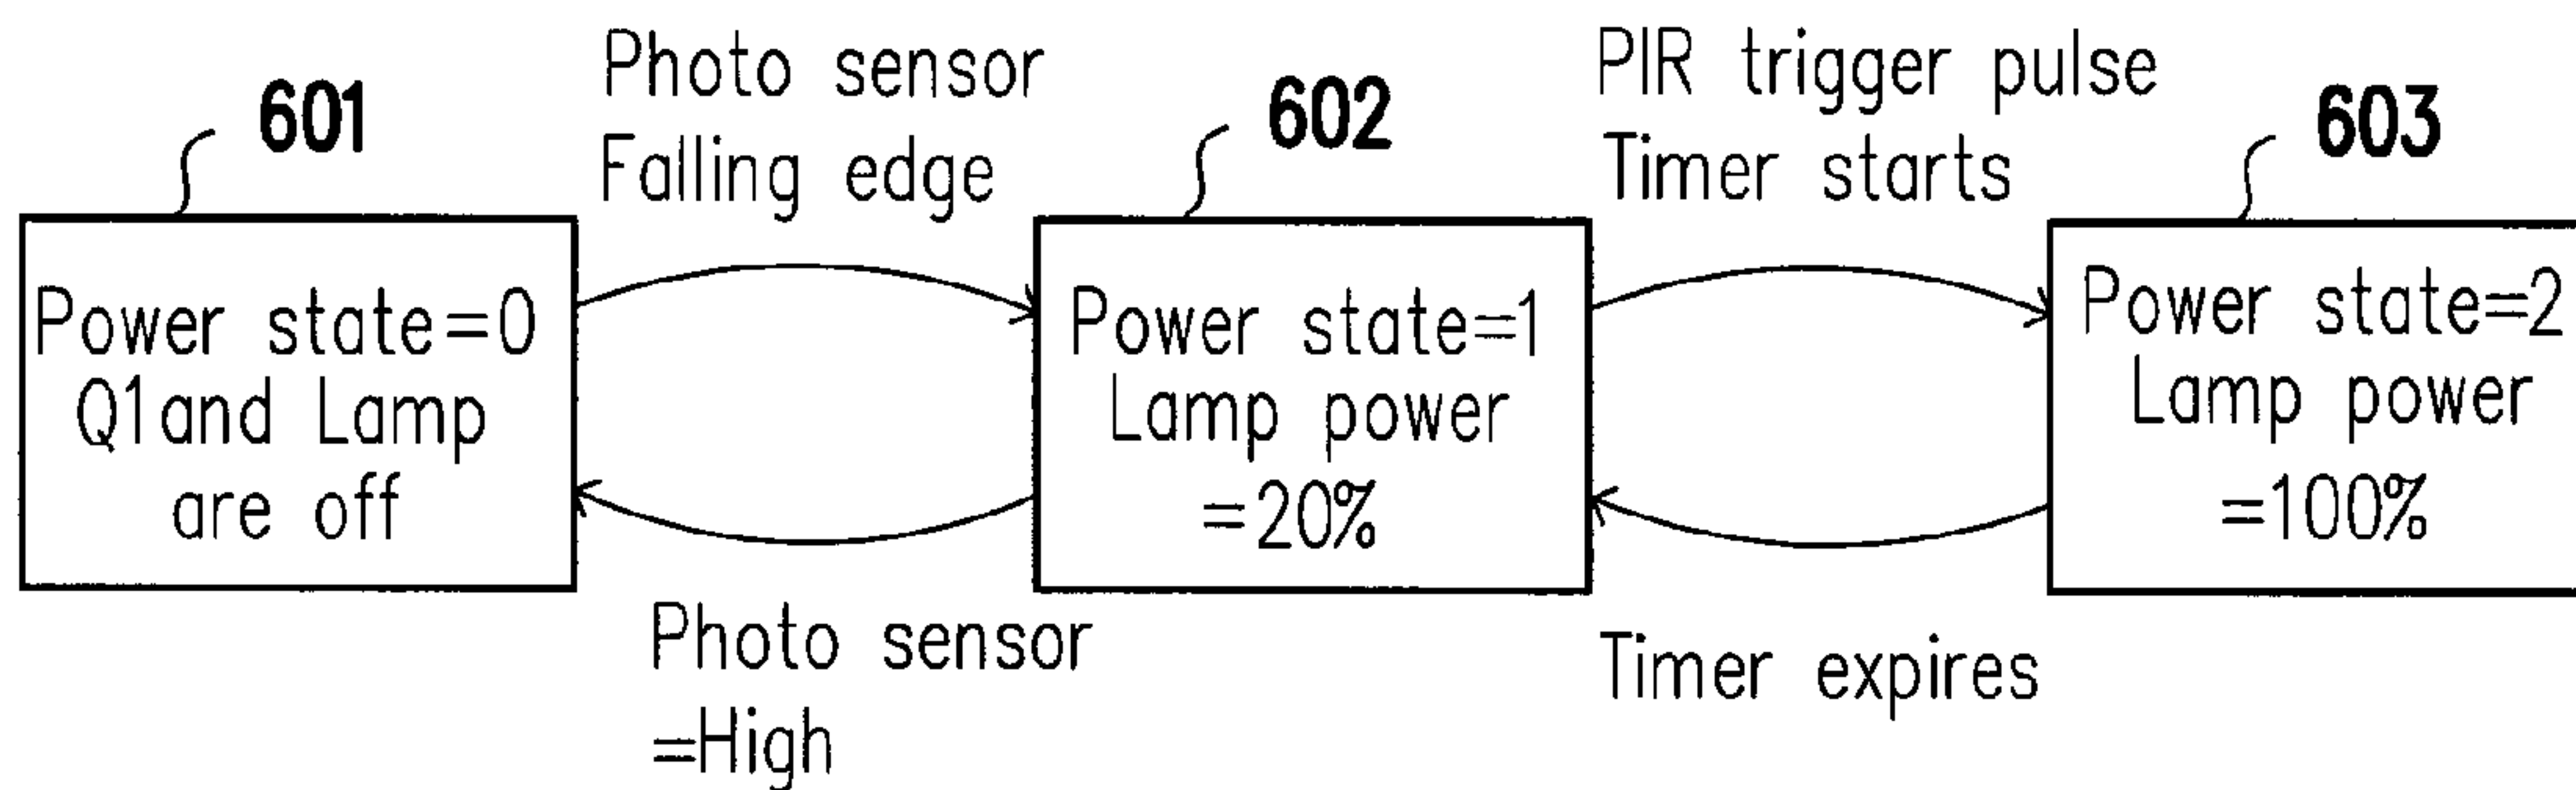 601
Photo sensor
Falling edge
602
PIR trigger pulse
Timer starts
603
Power state=0
Q1and Lamp
are off
Power state=1
Lamp power
=20%
Power state=2
Lamp power
=100%
Photo sensor
=High
Timer expires